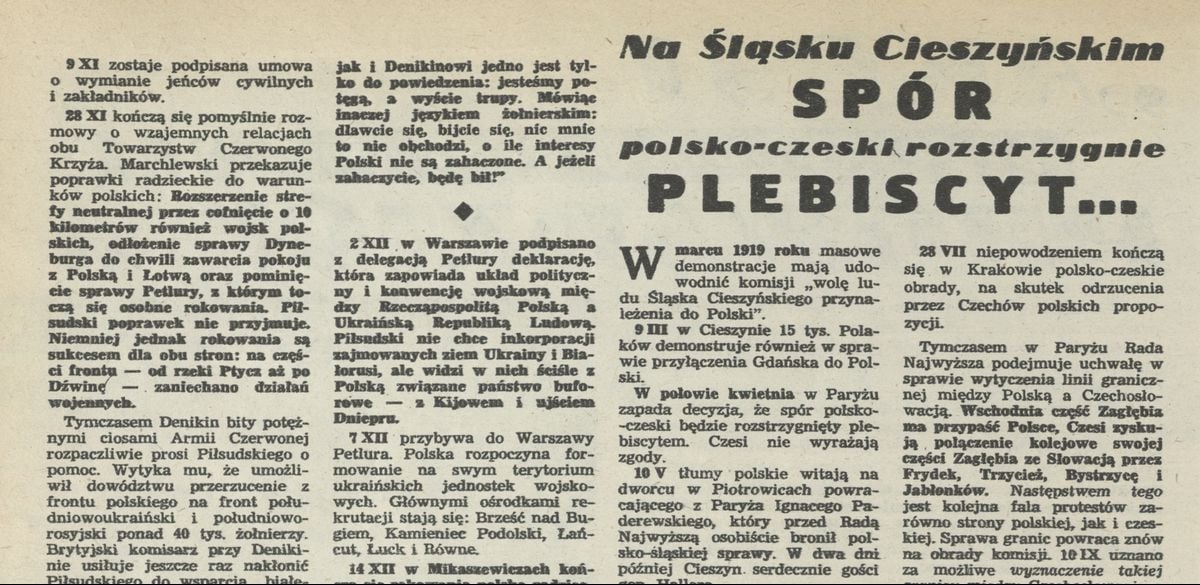 9 XI zostaje podpisana umowa
o wymianie jeńców cywilnych
i zakładników.
28 XI kończą się pomyślnie roz-
mowy o wzajemnych relacjach
obu Towarzystw Czerwonego
Krzyża. Marchlewski przekazuje
poprawki radzieckie do warun-
ków polskich: Rozszerzenie stre-
fy neutralnej przez cofnięcie o 10
kilometrów również wojsk pol-
skich, odłożenie sprawy Dyne-
burga do chwili zawarcia pokoju
z Polską i Łotwą oraz pominię-
cie sprawy Petlury, z którym to-
czą się osobne rokowania. Pił-
sudski poprawek nie przyjmuje.
Niemniej jednak rokowania są
sukcesem dla obu stron: na częś-
ci frontu — od rzeki Ptycz aż po
Dźwinę — zaniechano działań
wojennych.
Tymczasem Denikin bity potęż-
nymi ciosami Armii Czerwonej
rozpaczliwie prosi Piłsudskiego o
pomoc. Wytyka mu, że umożli-
wił dowództwu przerzucenie z
frontu polskiego na front połu-
dniowoukraiński i południowo-
rosyjski ponad 40 tys. żołnierzy.
Brytyjski komisarz przy Deniki-
nie usiłuje jeszcze raz nakłonić
Piłsudskiego do wsparcia białe-
jak i Denikinowi jedno jest tyl-
ko do powiedzenia: jesteśmy po-
tęgą, a wyście trupy. Mówiąc
inaczej językiem żołnierskim:
dławcie się, bijcie się, nic mnie
to nie obchodzi, o ile interesy
Polski nie są zahaczone. A jeżeli
zahaczycie, będę bił!"
2 XII w Warszawie podpisano
z delegacją Petlury deklarację,
która zapowiada układ politycz-
ny i konwencję wojskową mię-
dzy Rzecząpospolitą Polską a
Ukraińską Republiką Ludową.
Piłsudski nie chce inkorporacji
zajmowanych ziem Ukrainy i Bia-
łorusi, ale widzi w nich ściśle z
Polską związane państwo bufo-
rowe — z Kijowem i ujściem
Dniepru.
7 XII przybywa do Warszawy
Petlura. Polska rozpoczyna for-
mowanie na swym terytorium
ukraińskich jednostek wojsko-
wych. Głównymi ośrodkami re-
krutacji stają się: Brześć nad Bu-
giem, Kamieniec Podolski, Łań-
cut, Łuck i Równe.
14 XII w Mikaszewiczach koń-
Na Śląsku Cieszyńskim
SPÓR
polsko-czeski rozstrzygnie
PLEBISCYT...
W marcu 1919 roku masowe
demonstracje mają udo-
wodnić komisji „wolę lu-
du Śląska Cieszyńskiego przyna-
leżenia do Polski".
9 III w Cieszynie 15 tys. Pola-
ków demonstruje również w spra-
wie przyłączenia Gdańska do Pol-
ski.
W połowie kwietnia w Paryżu
zapada decyzja, że spór polsko-
-czeski będzie rozstrzygnięty ple-
biscytem. Czesi nie wyrażają
zgody.
10 V tłumy polskie witają na
dworcu w Piotrowicach powra-
cającego z Paryża Ignacego Pa-
derewskiego, który przed Radą
Najwyższą osobiście bronił pol-
sko-śląskiej sprawy. W dwa dni
później Cieszyn serdecznie gości
gen. Hallera.
28 VII niepowodzeniem kończą
się w Krakowie polsko-czeskie
obrady, na skutek odrzucenia
przez Czechów polskich propo-
zycji.
Tymczasem w Paryżu Rada
Najwyższa podejmuje uchwałę w
sprawie wytyczenia linii granicz-
nej między Polską a Czechosło-
wacją. Wschodnia część Zagłębia
ma przypaść Polsce, Czesi zysku-
ją połączenie kolejowe swojej
części Zagłębia ze Słowacją przez
Frydek, Trzycież, Bystrzycę i
Jabłonków. Następstwem tego
jest kolejna fala protestów za-
równo strony polskiej, jak i czes-
kiej. Sprawa granic powraca znów
na obrady komisji. 10 IX uznano
za możliwe wyznaczenie takiej